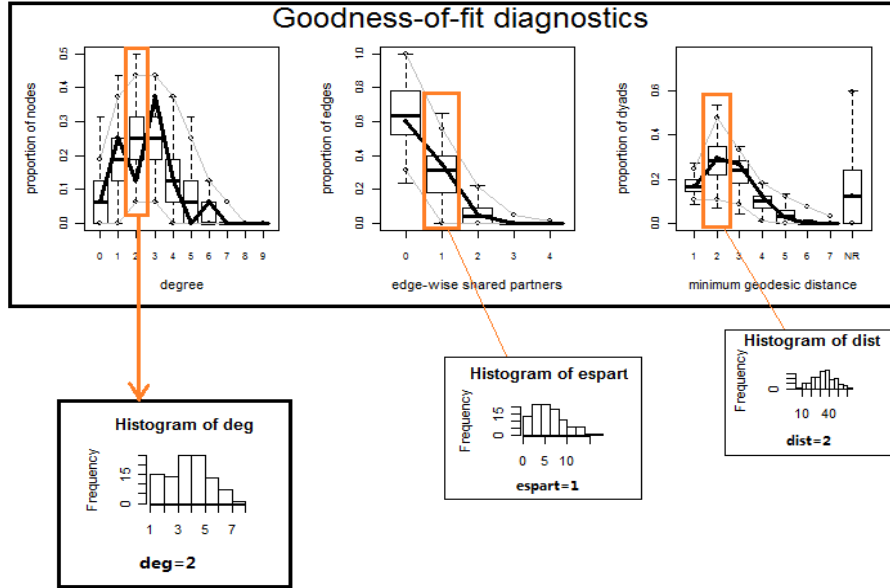 Goodness-of-fit diagnostics
proportion of nodes
0.5
0.4
0.3
0.2
0.1
0.0
0 1 2 3 4 5 6 7 8 9
degree
proportion of edges
1.0
0.8
0.6
0.4
0.2
0.0
0 1 2 3 4
edge-wise shared partners
proportion of dyads
0.6
0.4
0.2
0.0
1 2 3 4 5 6 7 NR
minimum geodesic distance
Histogram of deg
Frequency
15
0
1 3 5 7
deg=2
Histogram of espart
Frequency
15
0
0 5 10
espart=1
Histogram of dist
Frequency
0
10 40
dist=2